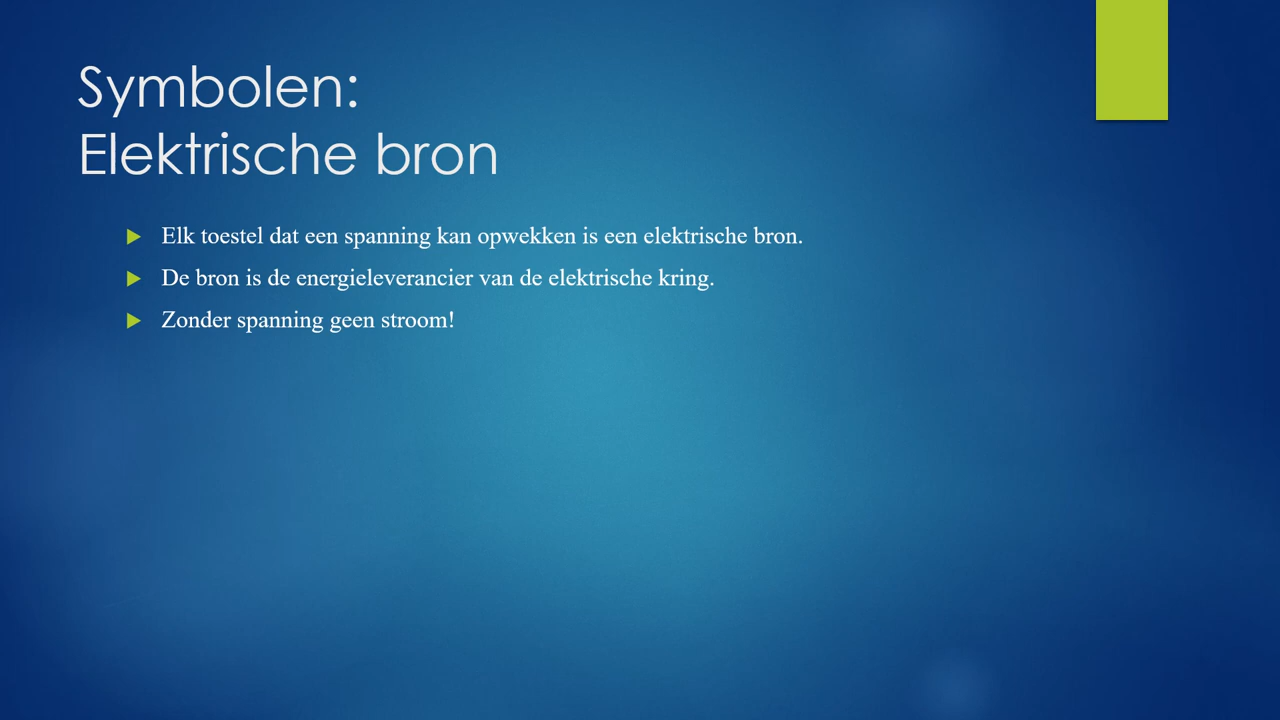 Symbolen:
Elektrische bron
Elk toestel dat een spanning kan opwekken is een elektrische bron.
De bron is de energieleverancier van de elektrische kring.
Zonder spanning geen stroom!